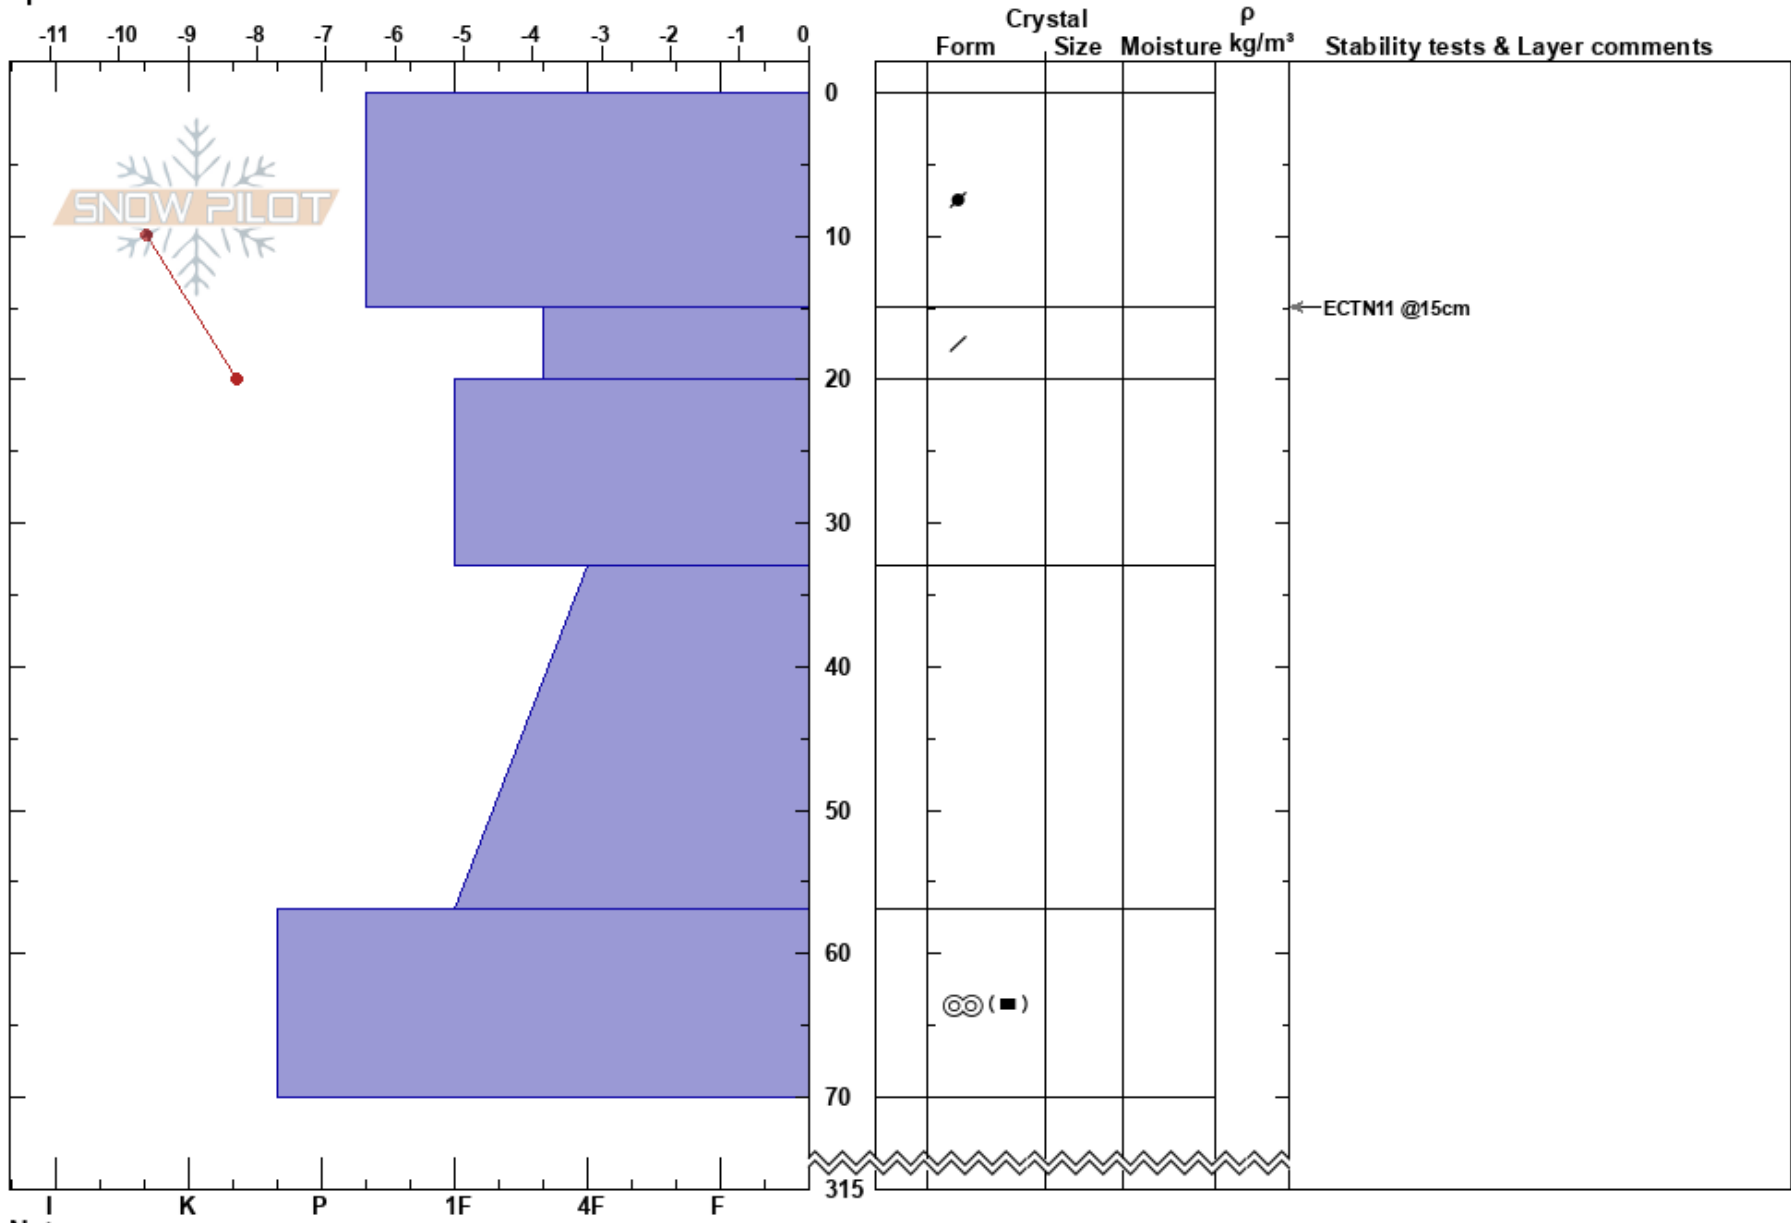 Crystal ρ
-11 -10 -9 -8 -7 -6 -5 -4 -3 -2 -1 0 Form Size Moisture kg/m³ Stability tests & Layer comments
0
SNOW PILOT
10
ECTN11 @15cm
20
30
40
50
60
( )
70
315
I K P 1F 4F F